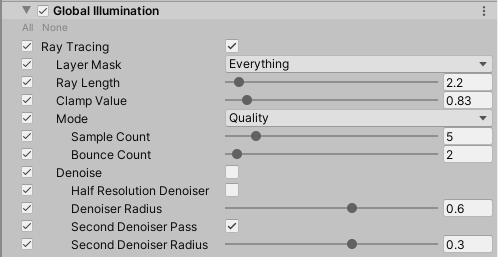 Global Illumination
All None
Ray Tracing
Layer Mask Everything
Ray Length 2.2
Clamp Value 0.83
Mode Quality
Sample Count 5
Bounce Count 2
Denoise
Half Resolution Denoiser
Denoiser Radius 0.6
Second Denoiser Pass
Second Denoiser Radius 0.3